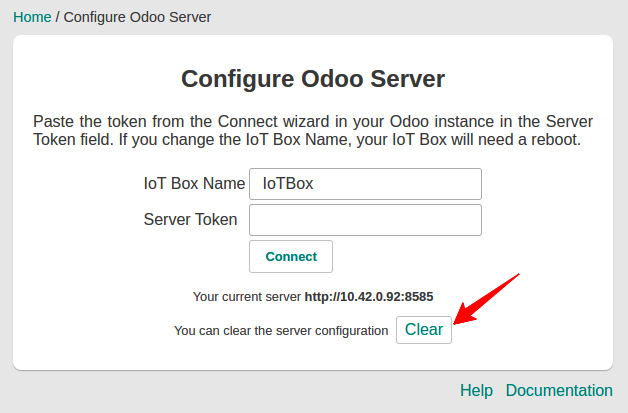 Home / Configure Odoo Server
Configure Odoo Server
Paste the token from the Connect wizard in your Odoo instance in the Server
Token field. If you change the IoT Box Name, your IoT Box will need a reboot.
IoT Box Name IoTBox
Server Token
Connect
Your current server http://10.42.0.92:8585
You can clear the server configuration Clear
Help Documentation